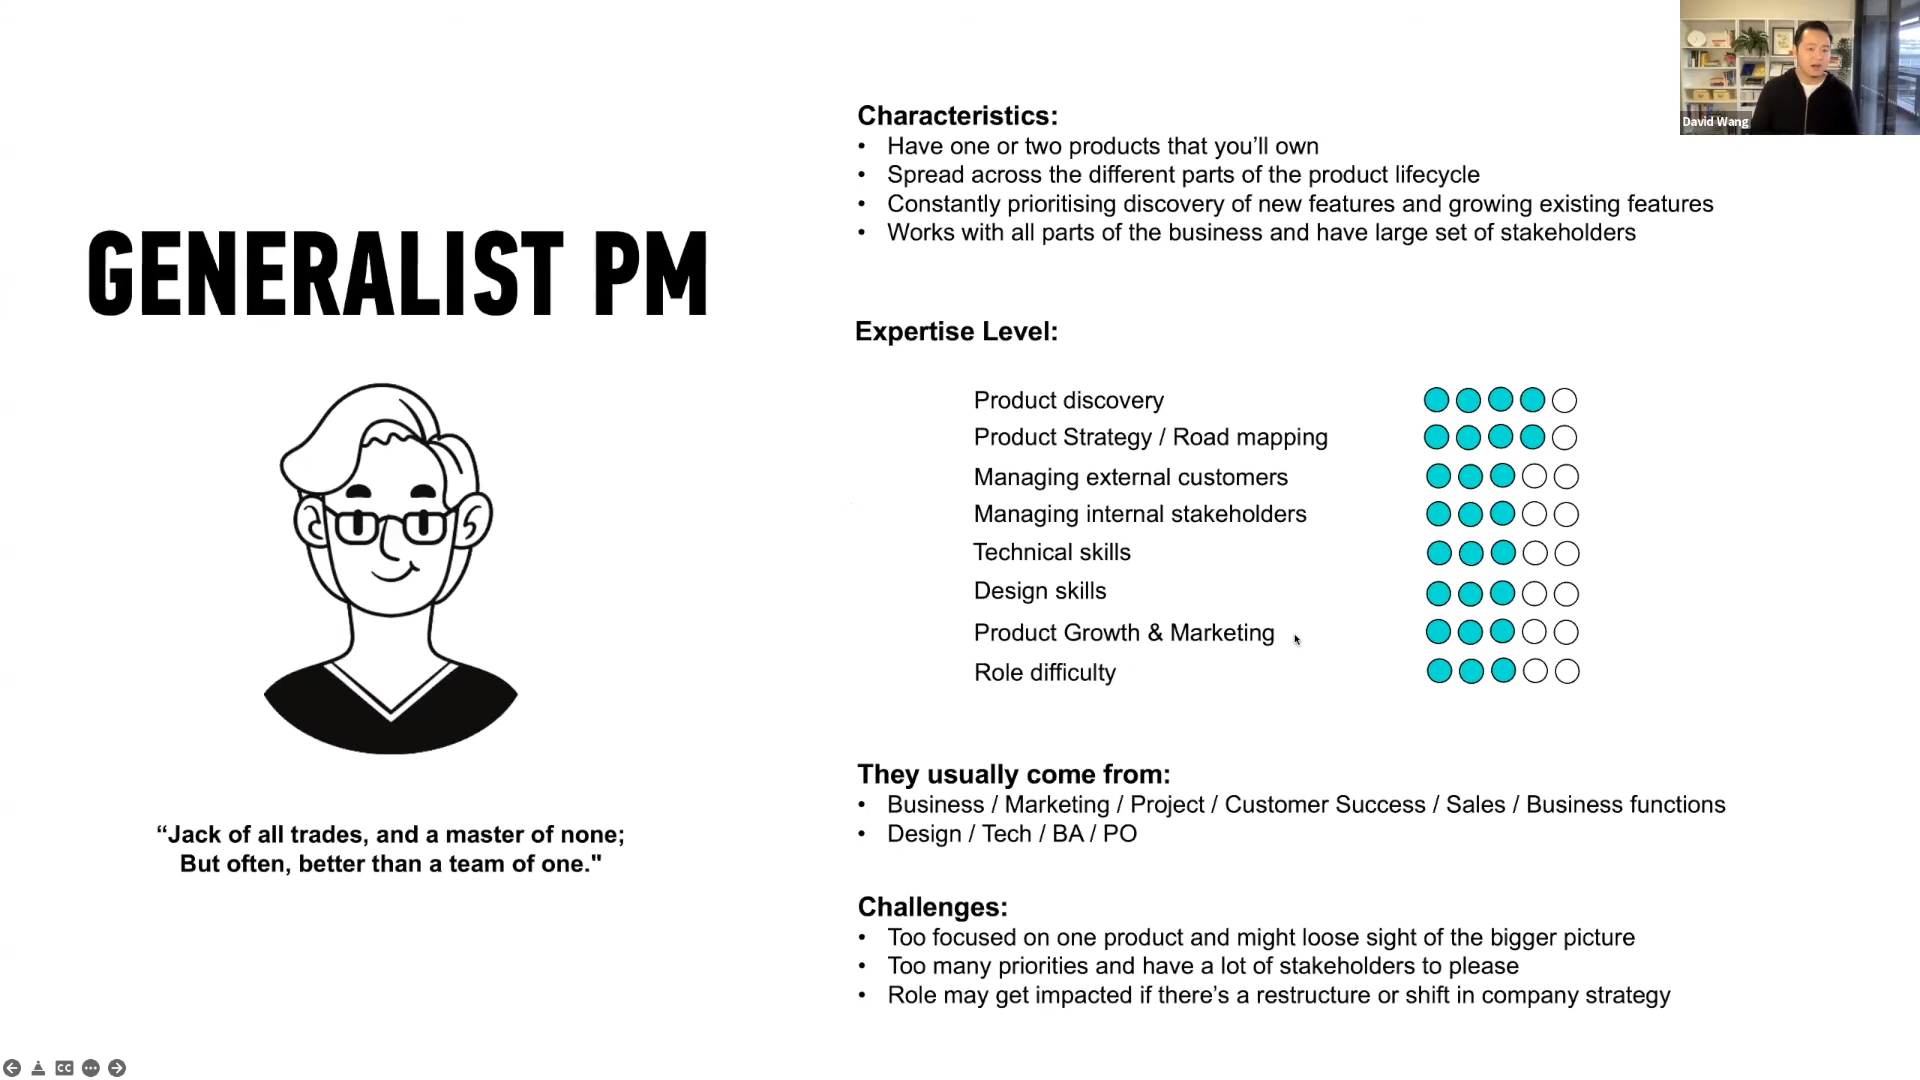 David Wang
GENERALIST PM
“Jack of all trades, and a master of none;
But often, better than a team of one."
Characteristics:
• Have one or two products that you’ll own
• Spread across the different parts of the product lifecycle
• Constantly prioritising discovery of new features and growing existing features
• Works with all parts of the business and have large set of stakeholders
Expertise Level:
Product discovery
Product Strategy / Road mapping
Managing external customers
Managing internal stakeholders
Technical skills
Design skills
Product Growth & Marketing
Role difficulty
They usually come from:
• Business / Marketing / Project / Customer Success / Sales / Business functions
• Design / Tech / BA / PO
Challenges:
• Too focused on one product and might loose sight of the bigger picture
• Too many priorities and have a lot of stakeholders to please
• Role may get impacted if there’s a restructure or shift in company strategy
CC